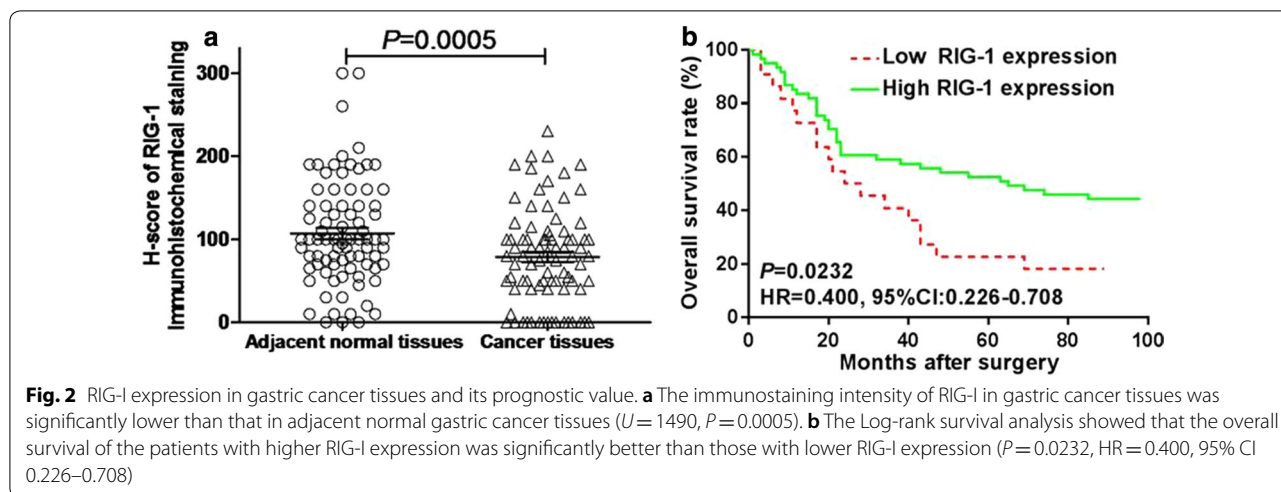 a
P=0.0005
H-score of RIG-1
Immunohistochemical staining
300
200
100
0
Adjacent normal tissues
Cancer tissues
b
Overall survival rate (%)
100
80
60
40
20
0
Low RIG-1 expression
High RIG-1 expression
P=0.0232
HR=0.400, 95%CI:0.226-0.708
0
20
40
60
80
100
Months after surgery
Fig. 2 RIG-I expression in gastric cancer tissues and its prognostic value. a The immunostaining intensity of RIG-I in gastric cancer tissues was
significantly lower than that in adjacent normal gastric cancer tissues (U = 1490, P = 0.0005). b The Log-rank survival analysis showed that the overall
survival of the patients with higher RIG-I expression was significantly better than those with lower RIG-I expression (P = 0.0232, HR = 0.400, 95% CI
0.226–0.708)